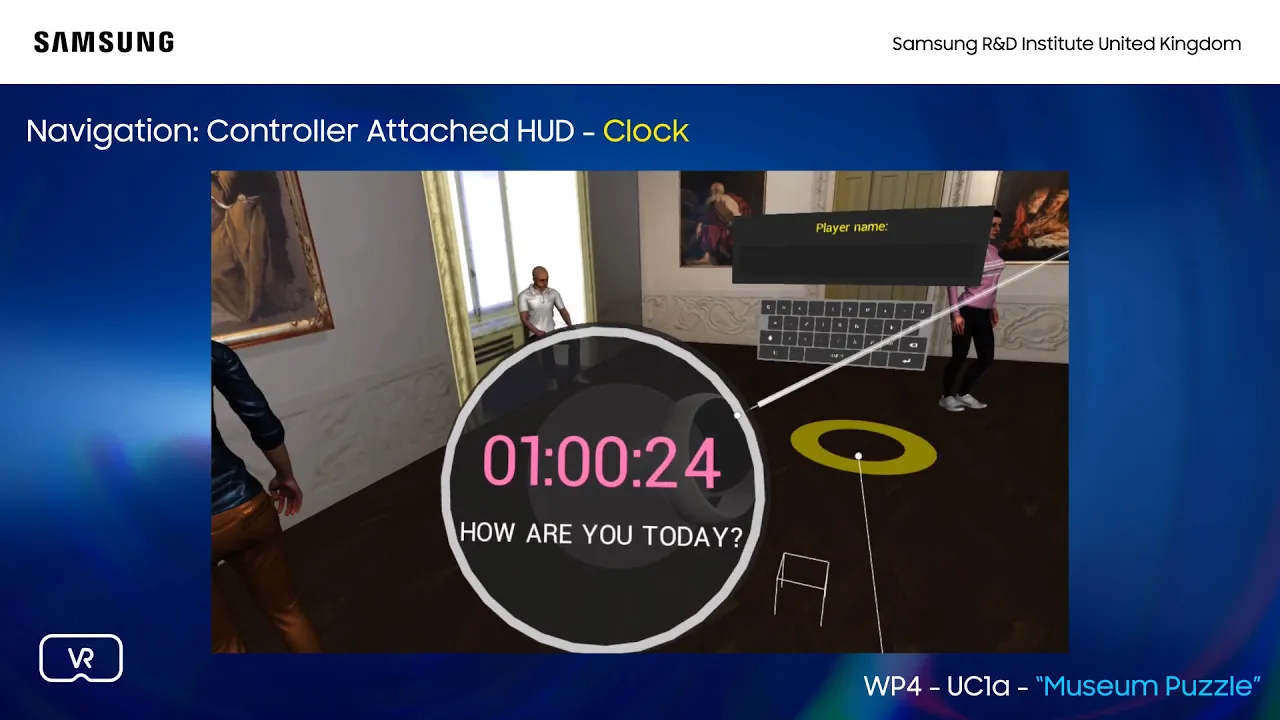 SAMSUNG
Samsung R&D Institute United Kingdom
Navigation: Controller Attached HUD - Clock
Player name:
01:00:24
HOW ARE YOU TODAY?
VR
WP4 - UC1a - “Museum Puzzle”